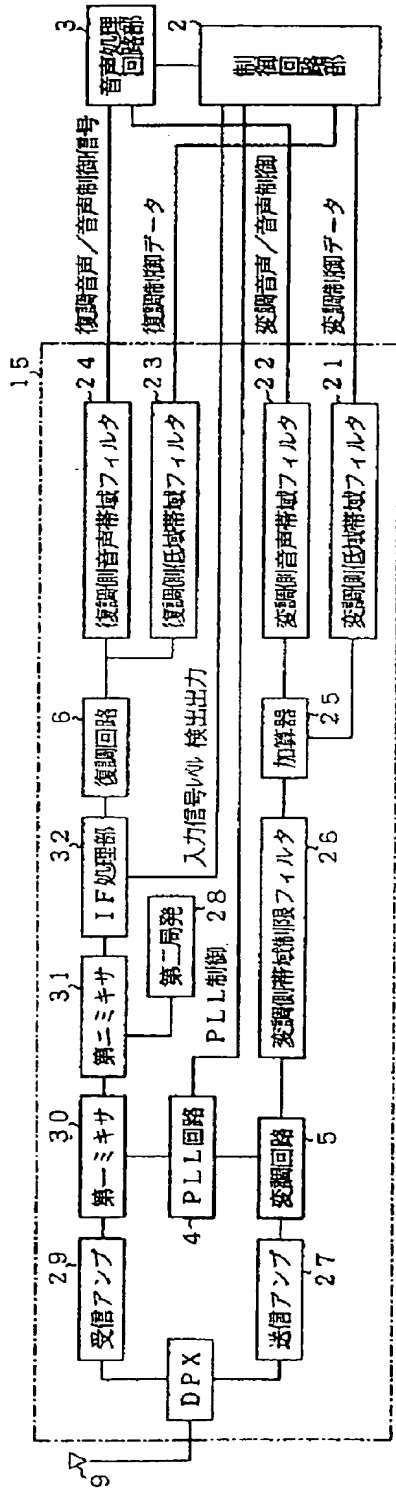 15
9
DPX
29
受信アンプ
30
第一ミキサ
31
第二ミキサ
32
IF処理部
6
復調回路
24
復調側音声帯域フィルタ
復調音声／音声制御信号
23
復調側低域帯域フィルタ
復調制御データ
3
音声処理
回路部
2
制御回路部
第二局発
28
入力信号レベル検出出力
4
PLL回路
PLL制御
27
送信アンプ
5
変調回路
26
変調側帯域制限フィルタ
25
加算器
22
変調側音声帯域フィルタ
変調音声／音声制御
21
変調側低域帯域フィルタ
変調制御データ